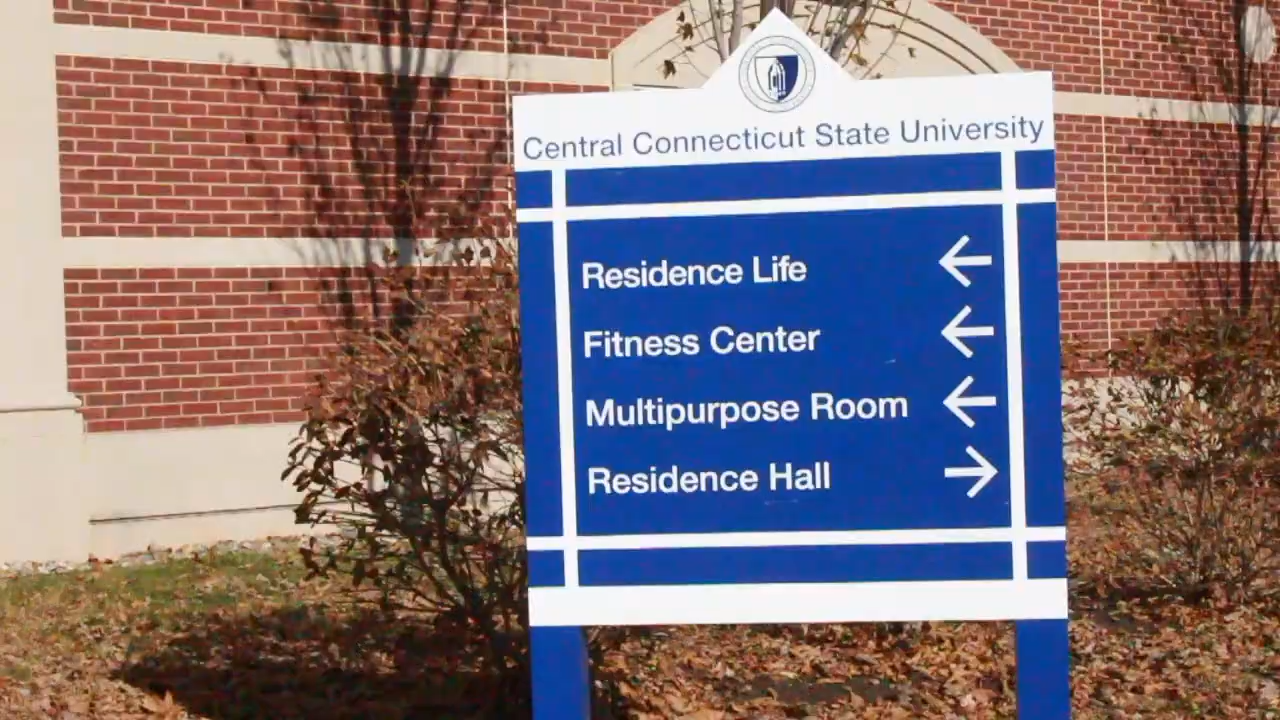 Central Connecticut State University
Residence Life ←
Fitness Center ←
Multipurpose Room ←
Residence Hall →